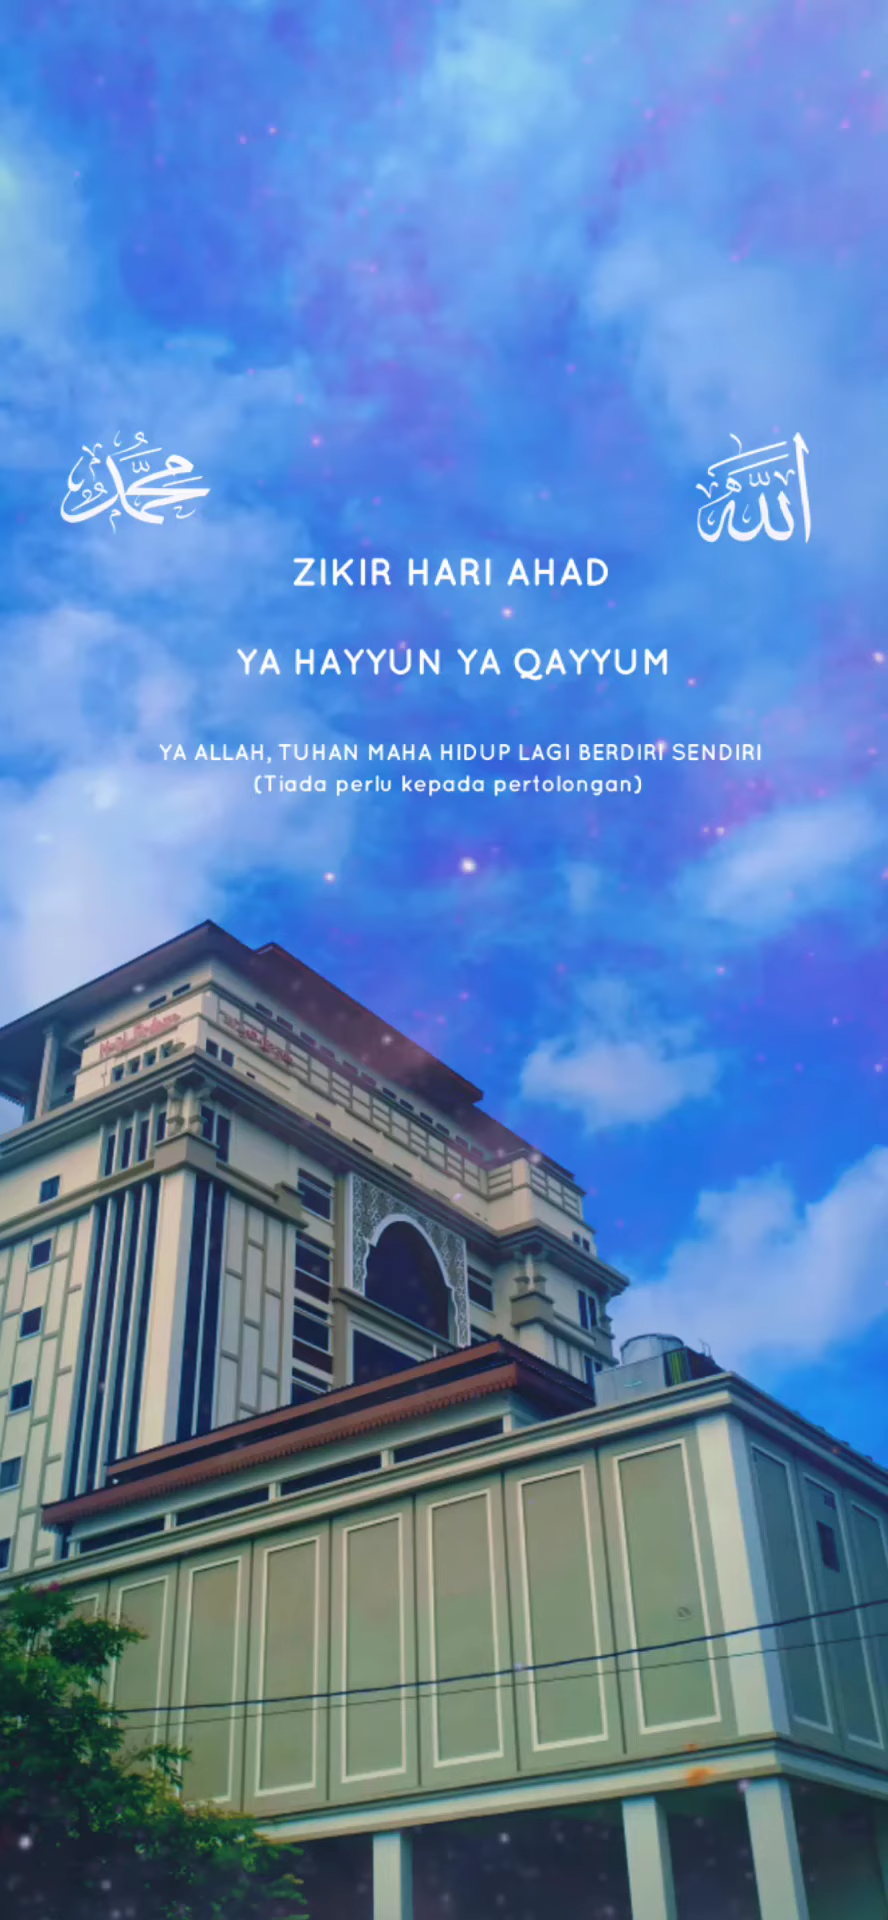 محمد
الله
ZIKIR HARI AHAD
YA HAYYUN YA QAYYUM
YA ALLAH, TUHAN MAHA HIDUP LAGI BERDIRI SENDIRI
(Tiada perlu kepada pertolongan)